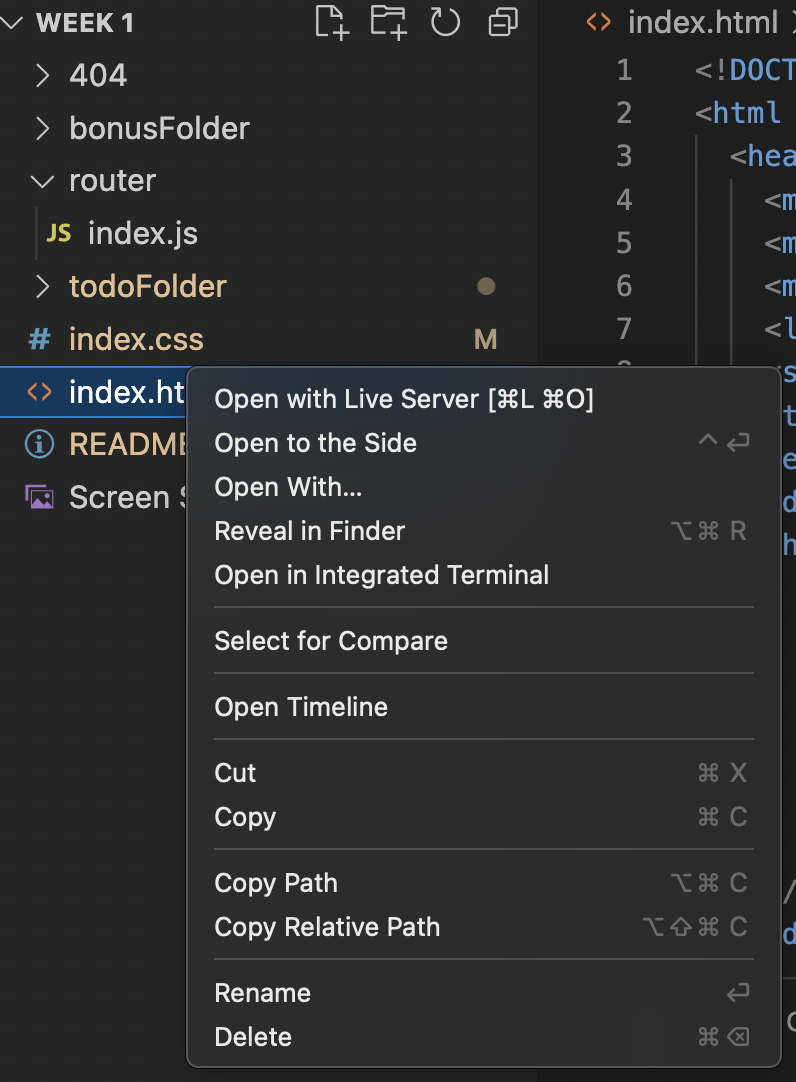 WEEK 1
404
bonusFolder
router
JS index.js
todoFolder
# index.css M
index.ht
README
Screen
index.html
1 <!DOCT
2 <html
3 <hea
4 <m
5 <m
6 <m
7 <l
Open with Live Server [⌘L ⌘O]
Open to the Side ⌃⏎
Open With...
Reveal in Finder ⌥⌘ R
Open in Integrated Terminal
Select for Compare
Open Timeline
Cut ⌘ X
Copy ⌘ C
Copy Path ⌥⌘ C
Copy Relative Path ⌥⇧⌘ C
Rename ⏎
Delete ⌘⌫